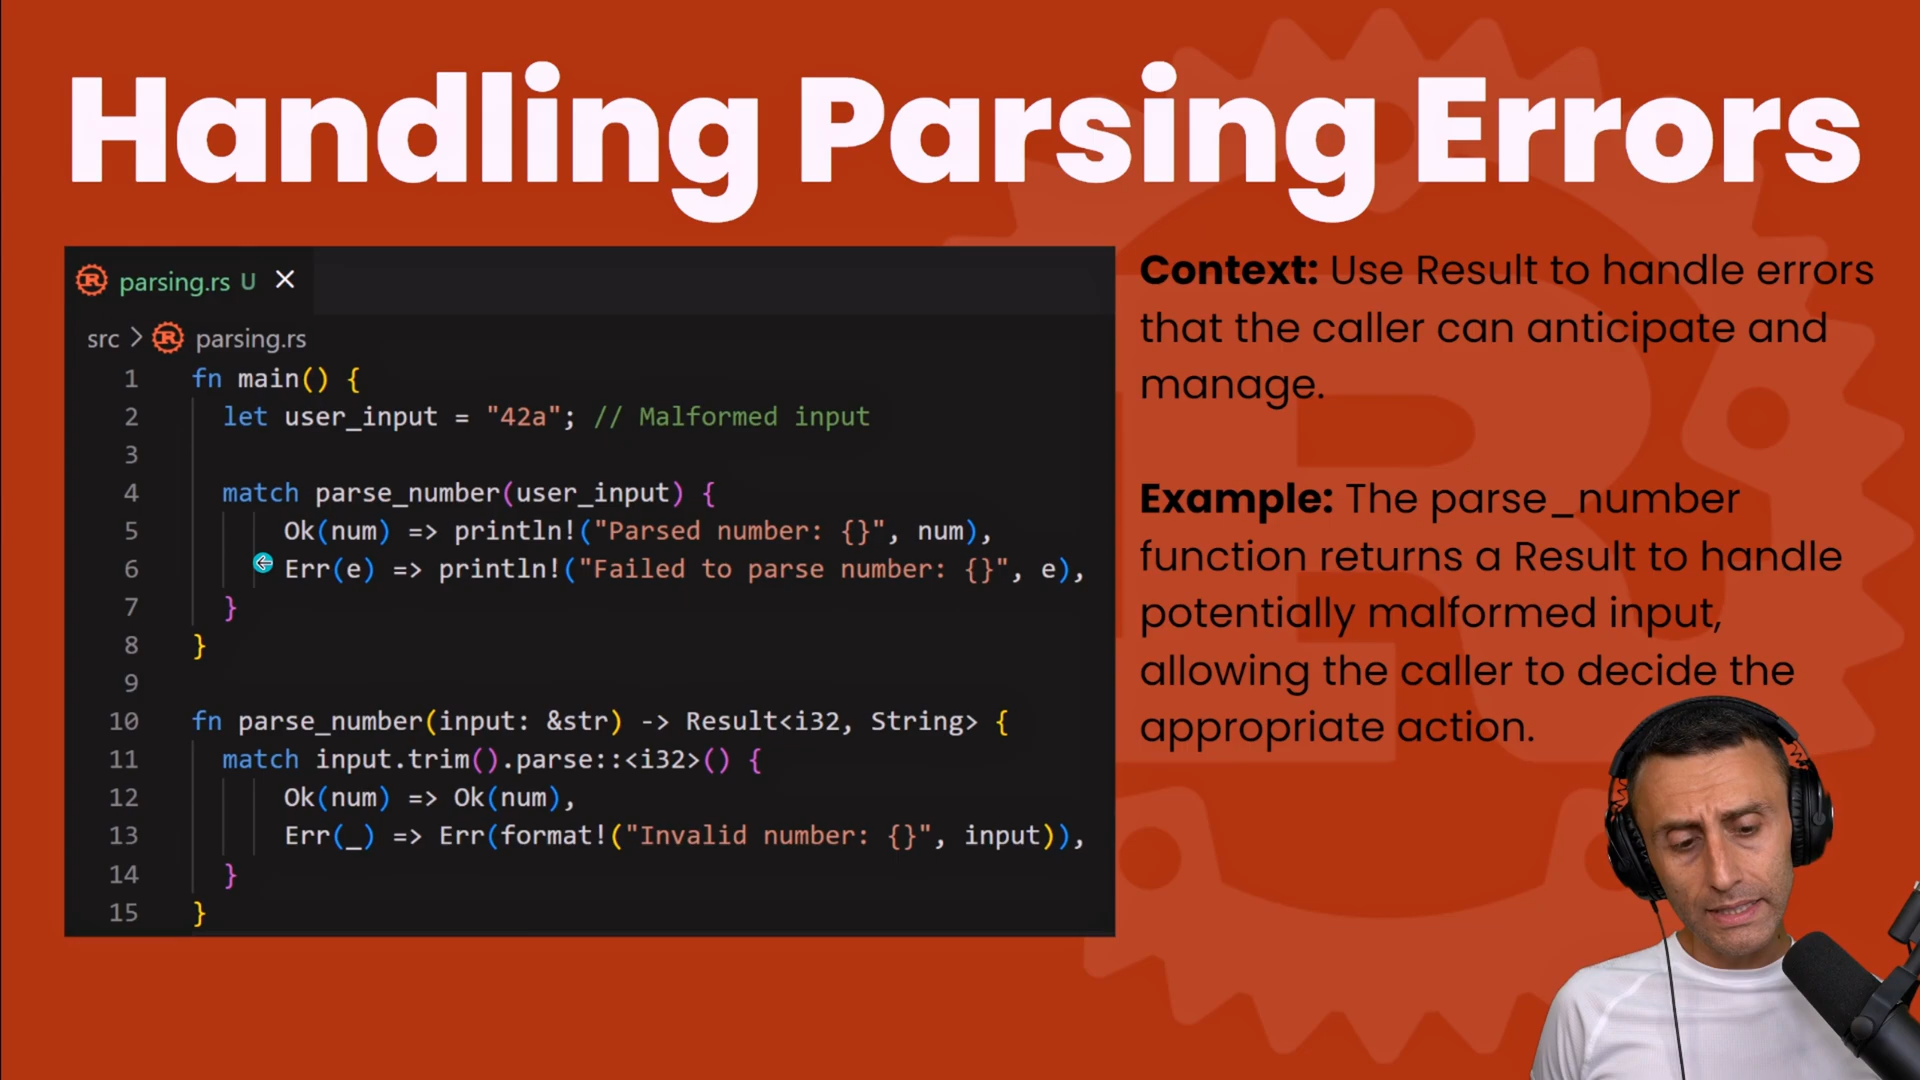 Handling Parsing Errors
parsing.rs U ×
src > parsing.rs
1 fn main() {
2 let user_input = "42a"; // Malformed input
3
4 match parse_number(user_input) {
5 Ok(num) => println!("Parsed number: {}", num),
6 Err(e) => println!("Failed to parse number: {}", e),
7 }
8 }
9
10 fn parse_number(input: &str) -> Result<i32, String> {
11 match input.trim().parse::<i32>() {
12 Ok(num) => Ok(num),
13 Err(_) => Err(format!("Invalid number: {}", input)),
14 }
15 }
Context: Use Result to handle errors
that the caller can anticipate and
manage.
Example: The parse_number
function returns a Result to handle
potentially malformed input,
allowing the caller to decide the
appropriate action.